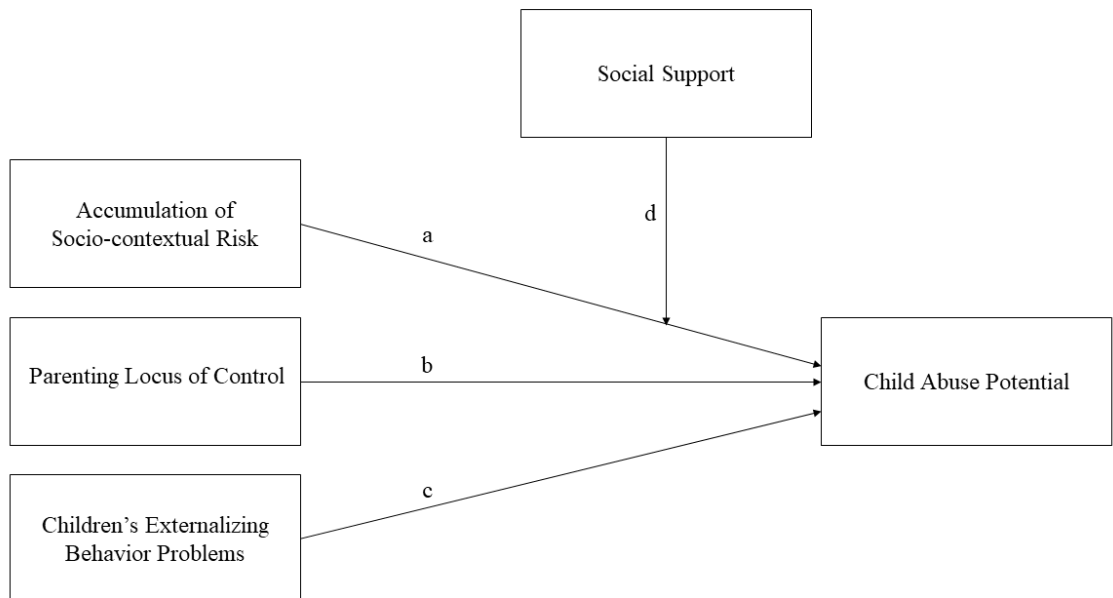 Social Support
Accumulation of
Socio-contextual Risk
a
d
Parenting Locus of Control
b
Child Abuse Potential
c
Children’s Externalizing
Behavior Problems